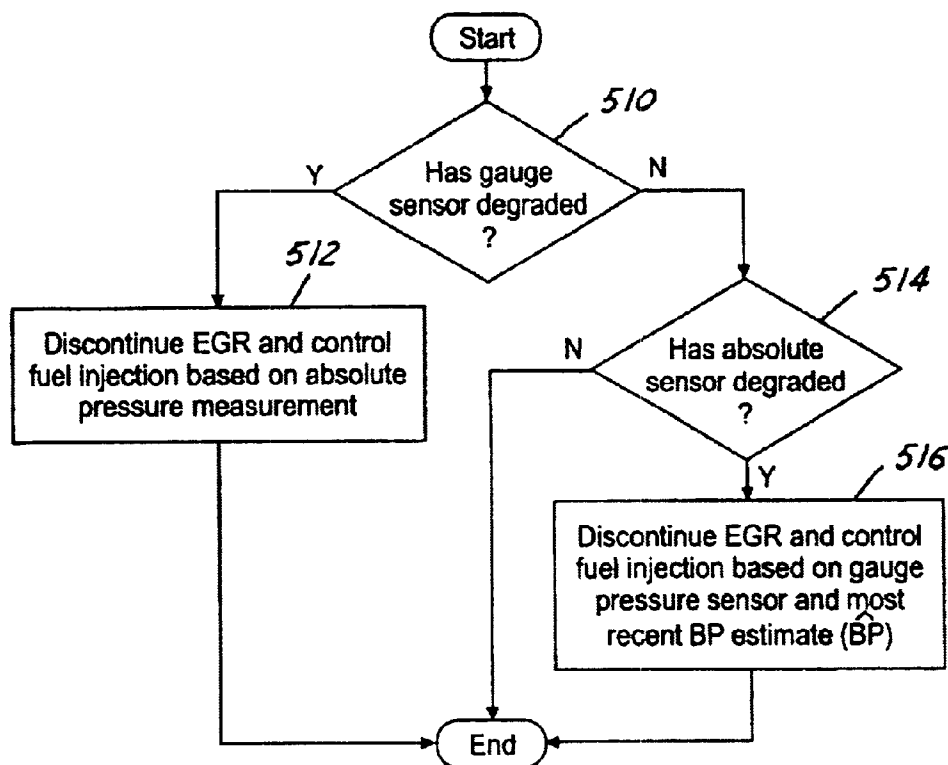 Start
510
Has gauge
sensor degraded
?
Y
N
512
Discontinue EGR and control
fuel injection based on absolute
pressure measurement
514
Has absolute
sensor degraded
?
N
Y
516
Discontinue EGR and control
fuel injection based on gauge
pressure sensor and most
recent BP estimate (B̂P)
End